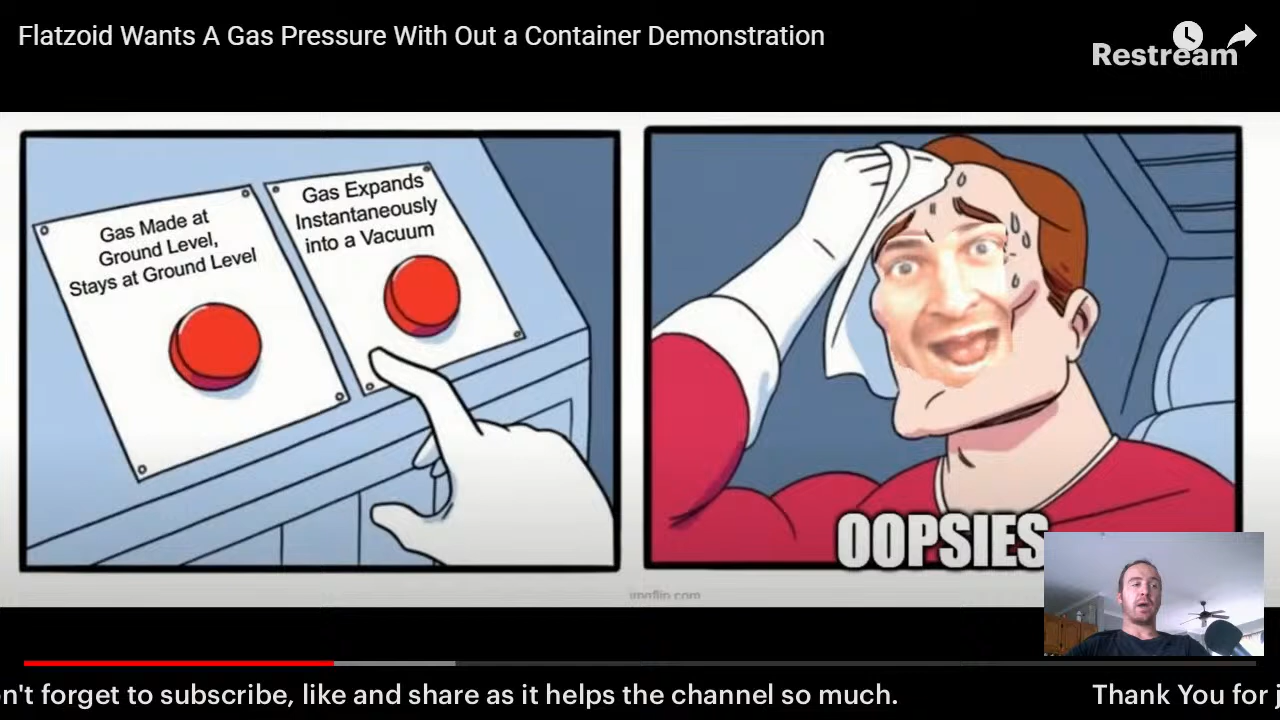 Flatzoid Wants A Gas Pressure With Out a Container Demonstration
Restream
Gas Made at
Ground Level,
Stays at Ground Level
Gas Expands
Instantaneously
into a Vacuum
OOPSIES
imgflip.com
n't forget to subscribe, like and share as it helps the channel so much.
Thank You for j